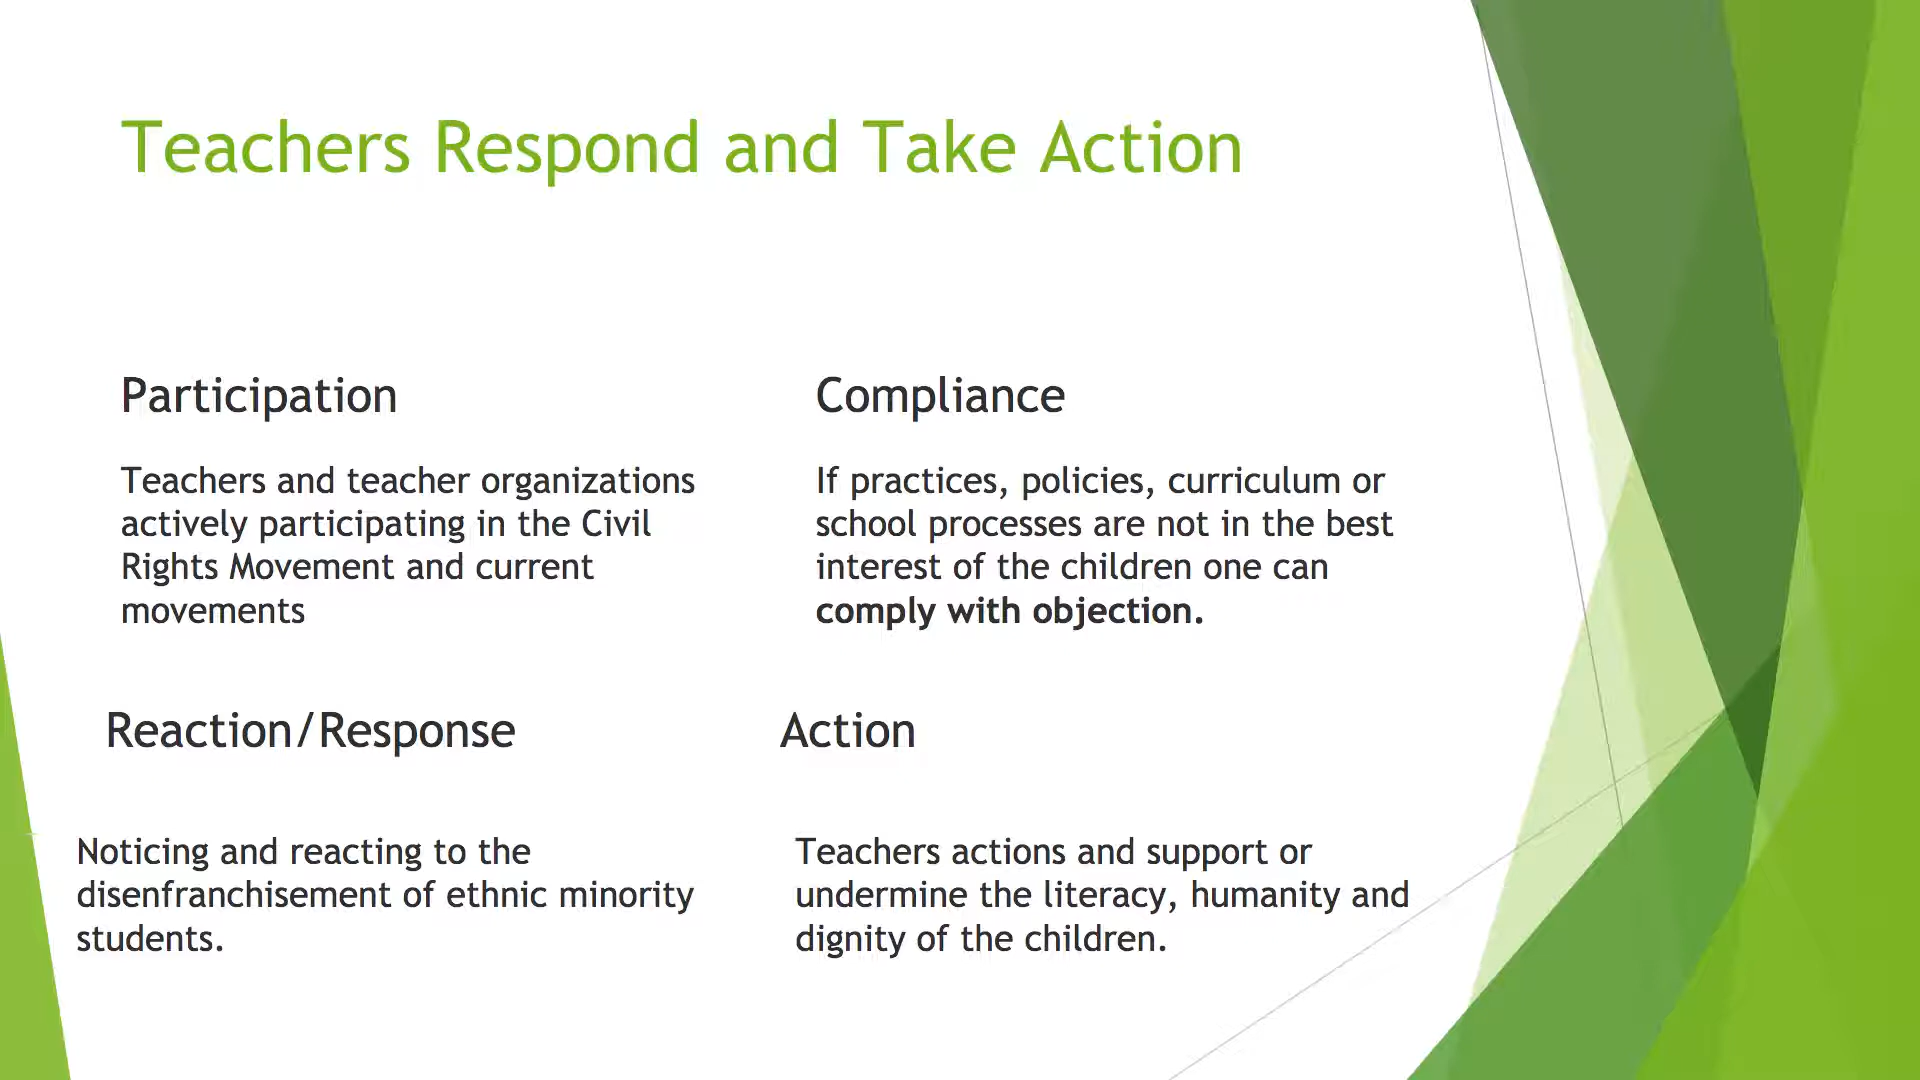 Teachers Respond and Take Action
Participation
Teachers and teacher organizations
actively participating in the Civil
Rights Movement and current
movements
Compliance
If practices, policies, curriculum or
school processes are not in the best
interest of the children one can
comply with objection.
Reaction/Response
Noticing and reacting to the
disenfranchisement of ethnic minority
students.
Action
Teachers actions and support or
undermine the literacy, humanity and
dignity of the children.